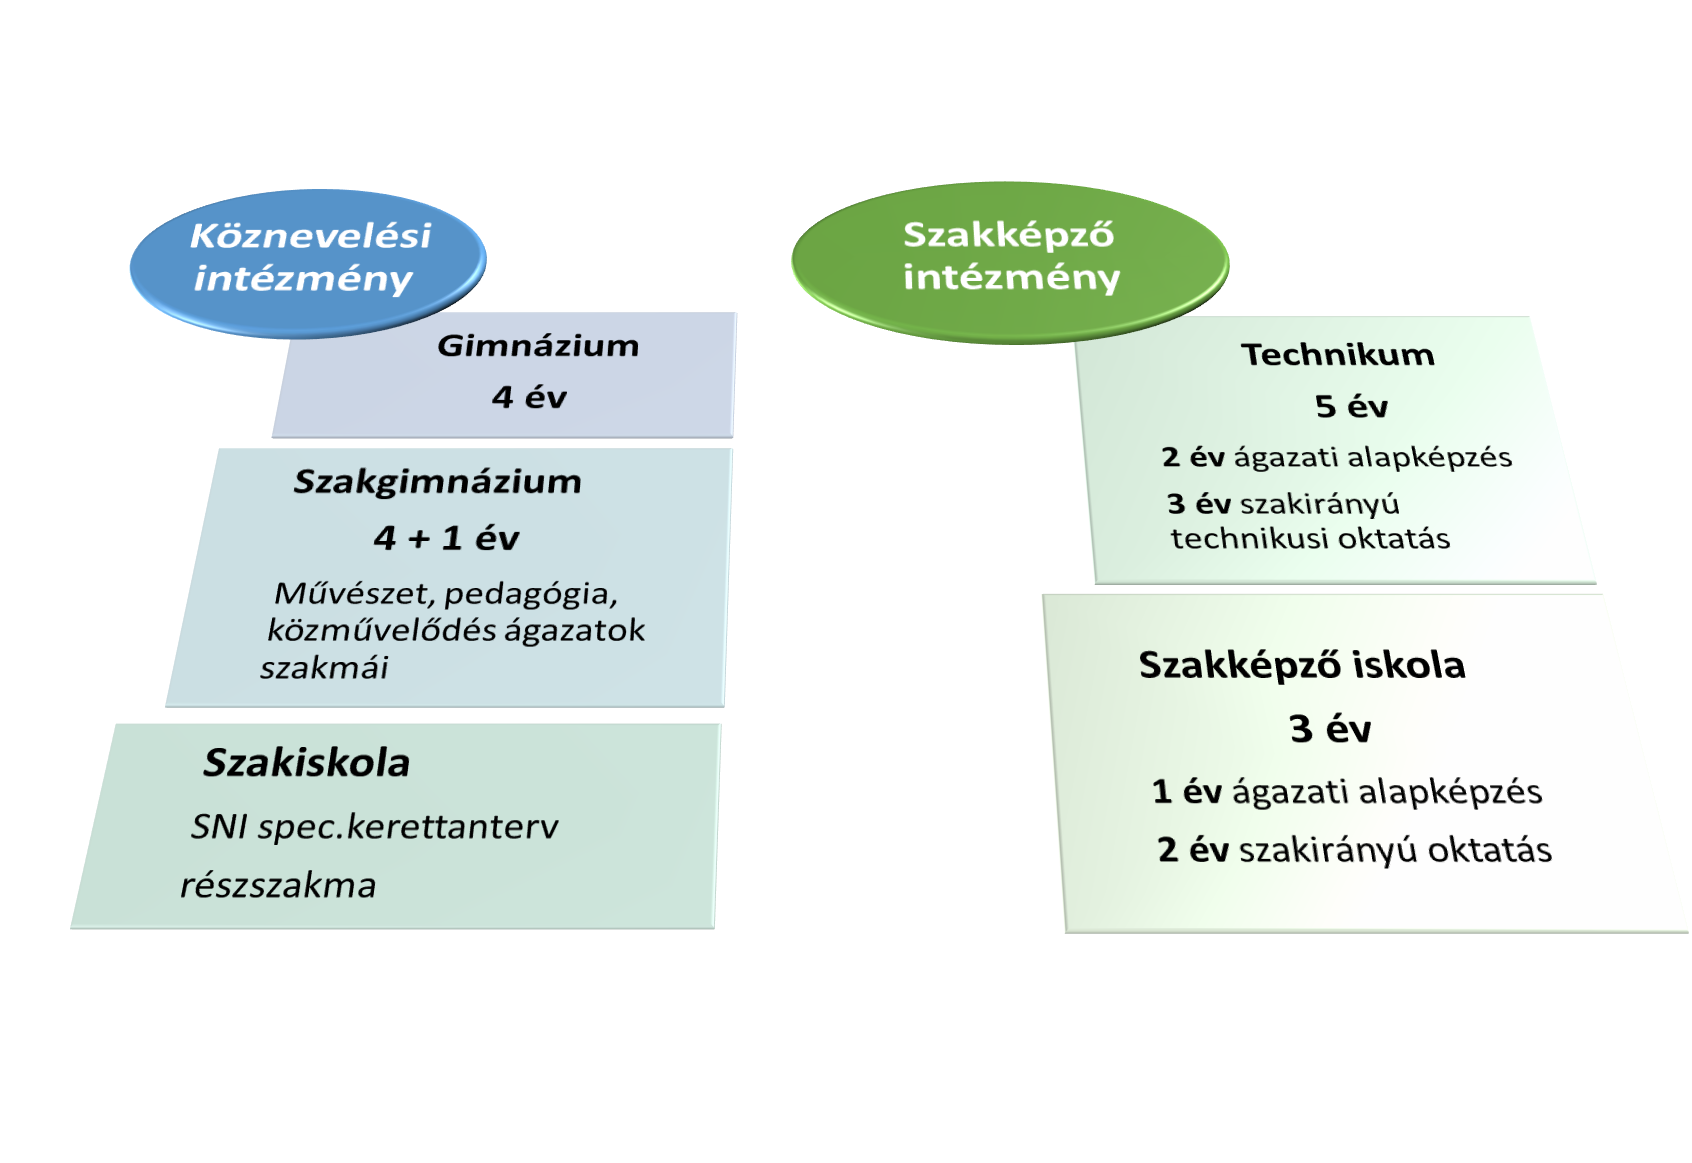 Köznevelési
intézmény
Gimnázium
4 év
Szakgimnázium
4 + 1 év
Művészet, pedagógia,
közművelődés ágazatok
szakmái
Szakiskola
SNI spec.kerettanterv
részszakma
Szakképző
intézmény
Technikum
5 év
2 év ágazati alapképzés
3 év szakirányú
technikusi oktatás
Szakképző iskola
3 év
1 év ágazati alapképzés
2 év szakirányú oktatás